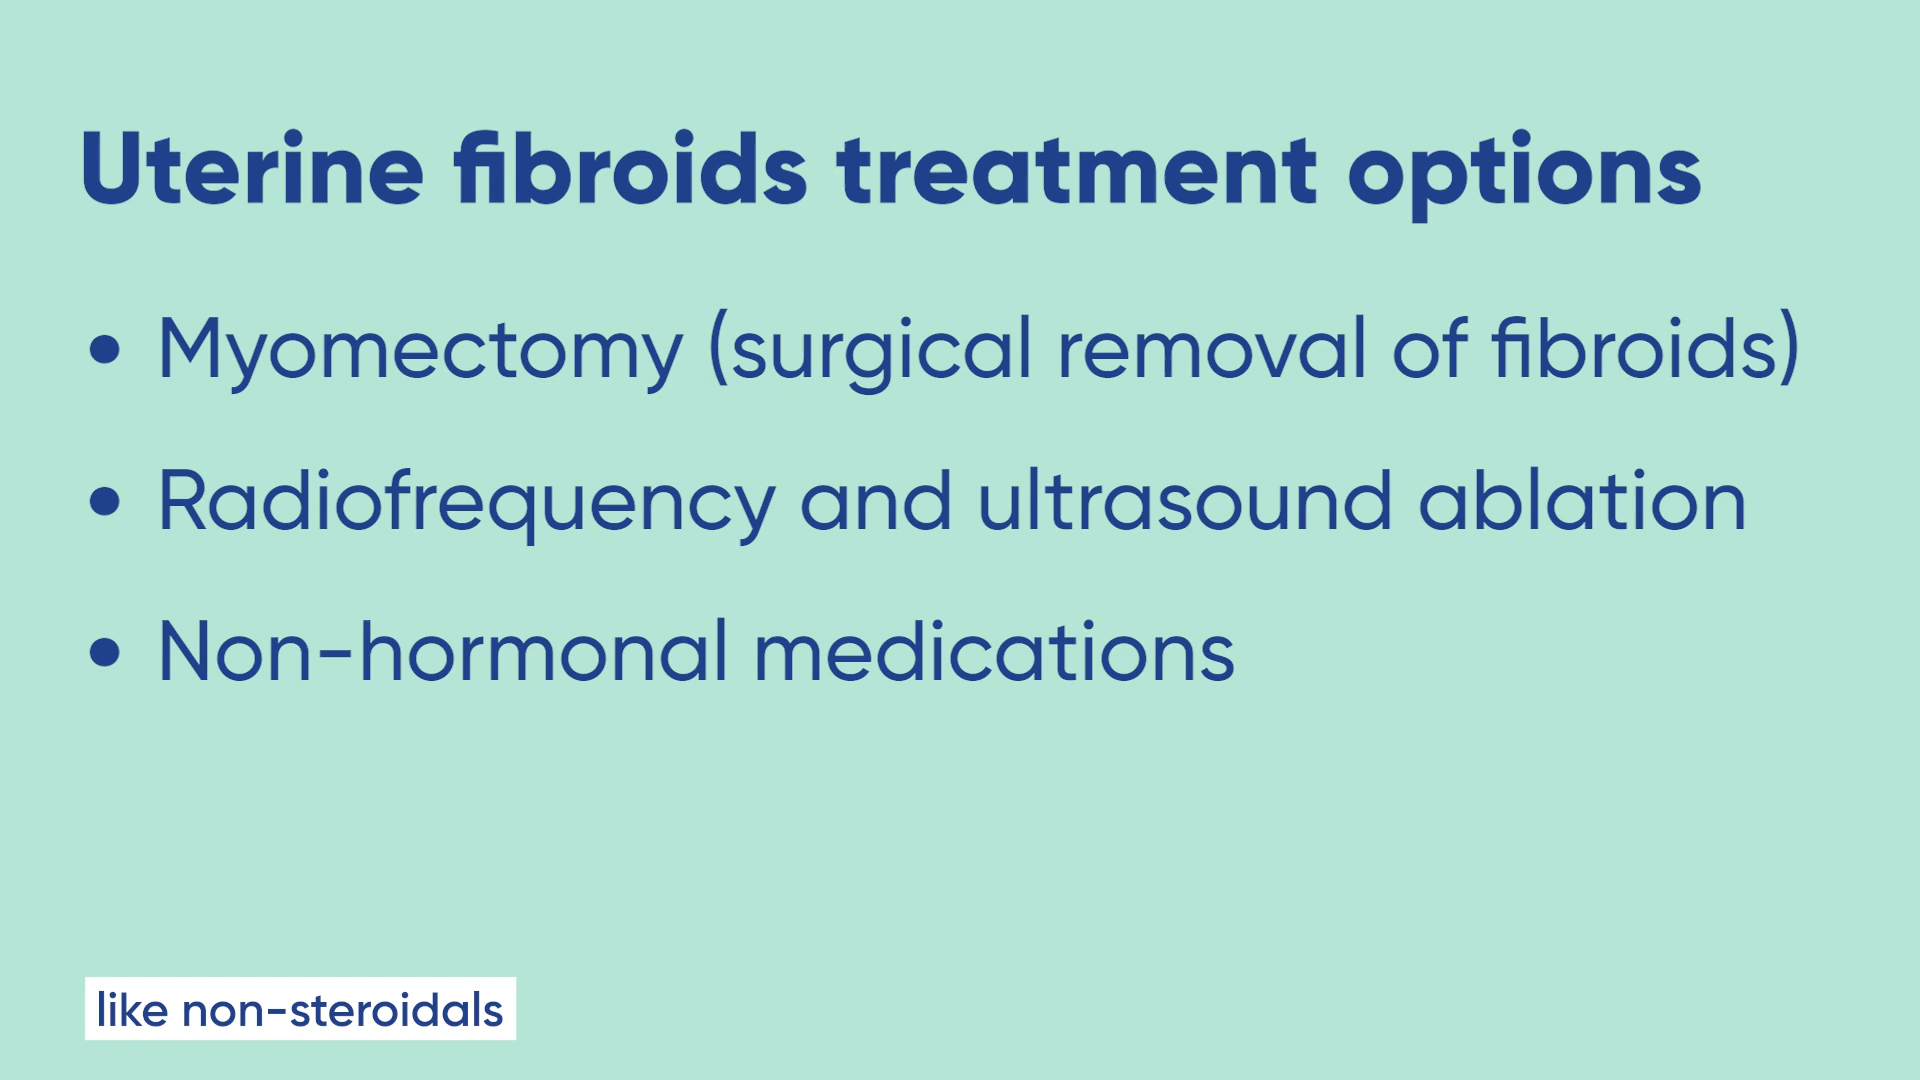 Uterine fibroids treatment options
• Myomectomy (surgical removal of fibroids)
• Radiofrequency and ultrasound ablation
• Non-hormonal medications
like non-steroidals